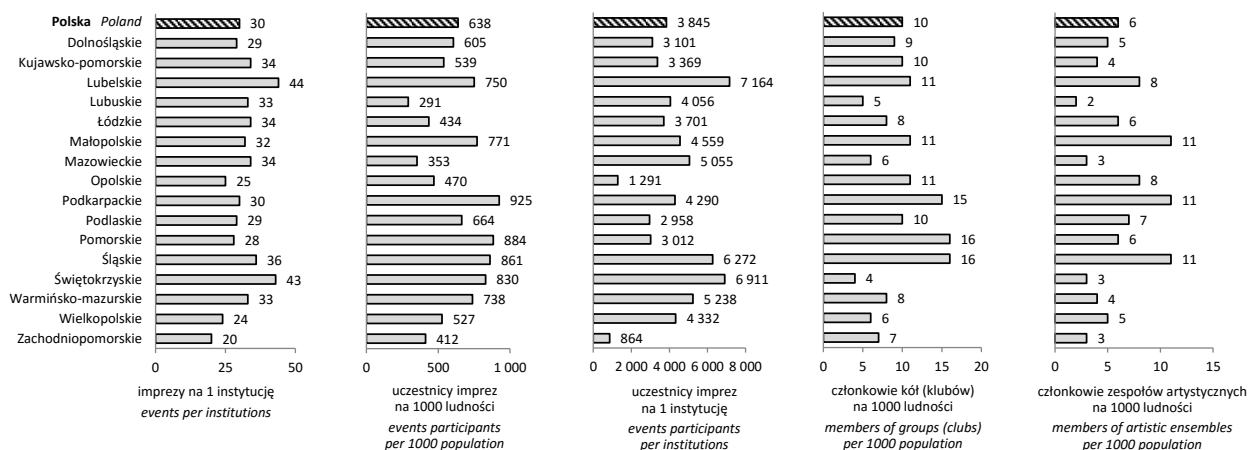 Polska Poland 30 638 3 845 10 6
Dolnośląskie 29 605 3 101 9 5
Kujawsko-pomorskie 34 539 3 369 10 4
Lubelskie 44 750 7 164 11 8
Lubuskie 33 291 4 056 5 2
Łódzkie 34 434 3 701 8 6
Małopolskie 32 771 4 559 11 11
Mazowieckie 34 353 5 055 6 3
Opolskie 25 470 1 291 11 8
Podkarpackie 30 925 4 290 15 11
Podlaskie 29 664 2 958 10 7
Pomorskie 28 884 3 012 16 6
Śląskie 36 861 6 272 16 11
Świętokrzyskie 43 830 6 911 4 3
Warmińsko-mazurskie 33 738 5 238 8 4
Wielkopolskie 24 527 4 332 6 5
Zachodniopomorskie 20 412 864 7 3
0 25 50 0 500 1 000 0 2 000 4 000 6 000 8 000 0 5 10 15 20 0 5 10 15
imprezy na 1 instytucję
events per institutions
uczestnicy imprez
na 1000 ludności
events participants
per 1000 population
uczestnicy imprez
na 1 instytucję
events participants
per institutions
członkowie kół (klubów)
na 1000 ludności
members of groups (clubs)
per 1000 population
członkowie zespołów artystycznych
na 1000 ludności
members of artistic ensembles
per 1000 population